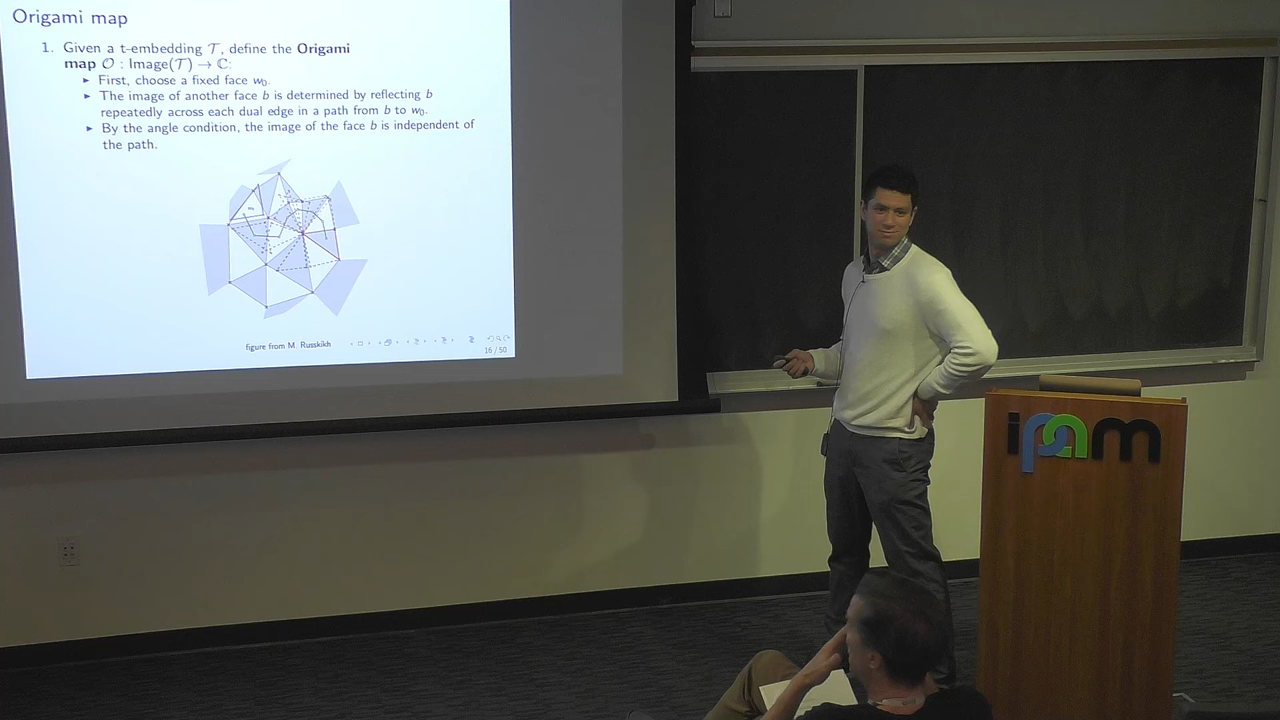 Origami map
1. Given a t-embedding 𝒯, define the Origami
map 𝒪 : Image(𝒯) → ℂ:
▸ First, choose a fixed face w₀.
▸ The image of another face b is determined by reflecting b
repeatedly across each dual edge in a path from b to w₀.
▸ By the angle condition, the image of the face b is independent of
the path.
figure from M. Russkikh
16 / 50
ipam